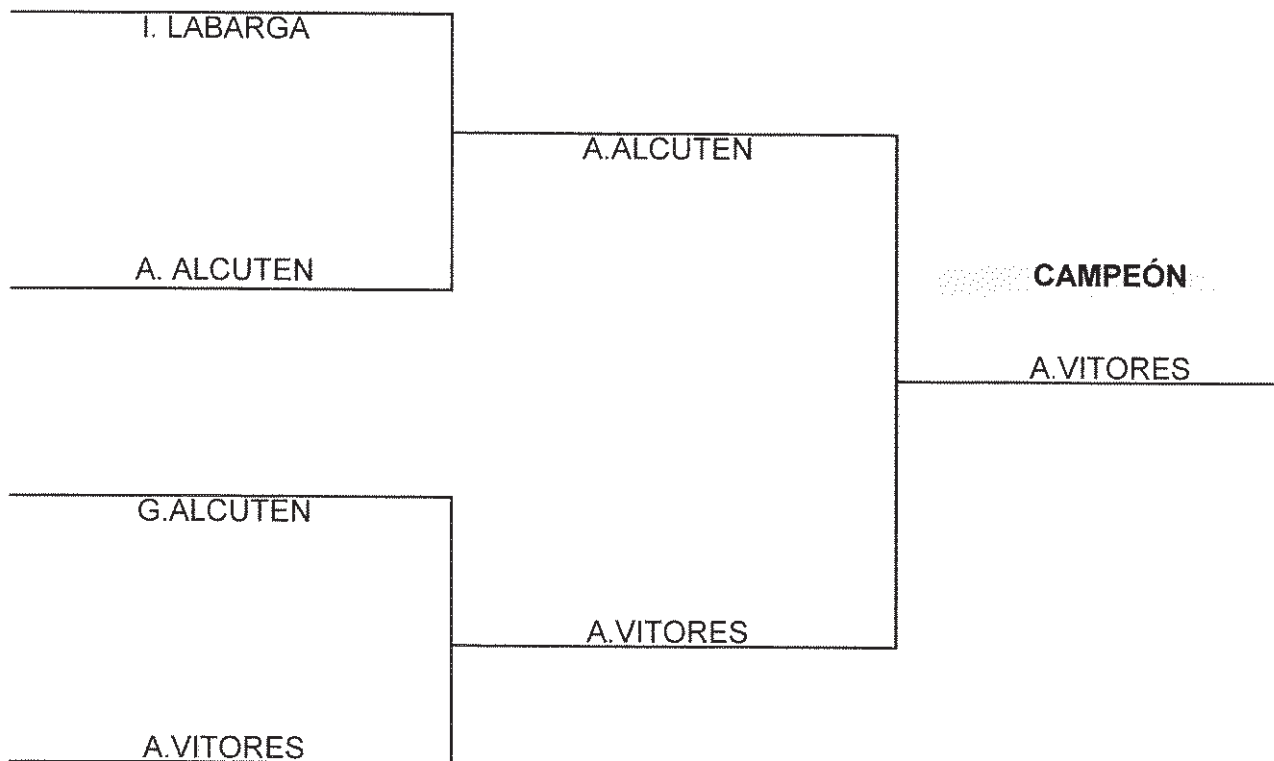 I. LABARGA
A.ALCUTEN
A. ALCUTEN
CAMPEÓN
A.VITORES
G.ALCUTEN
A.VITORES
A.VITORES